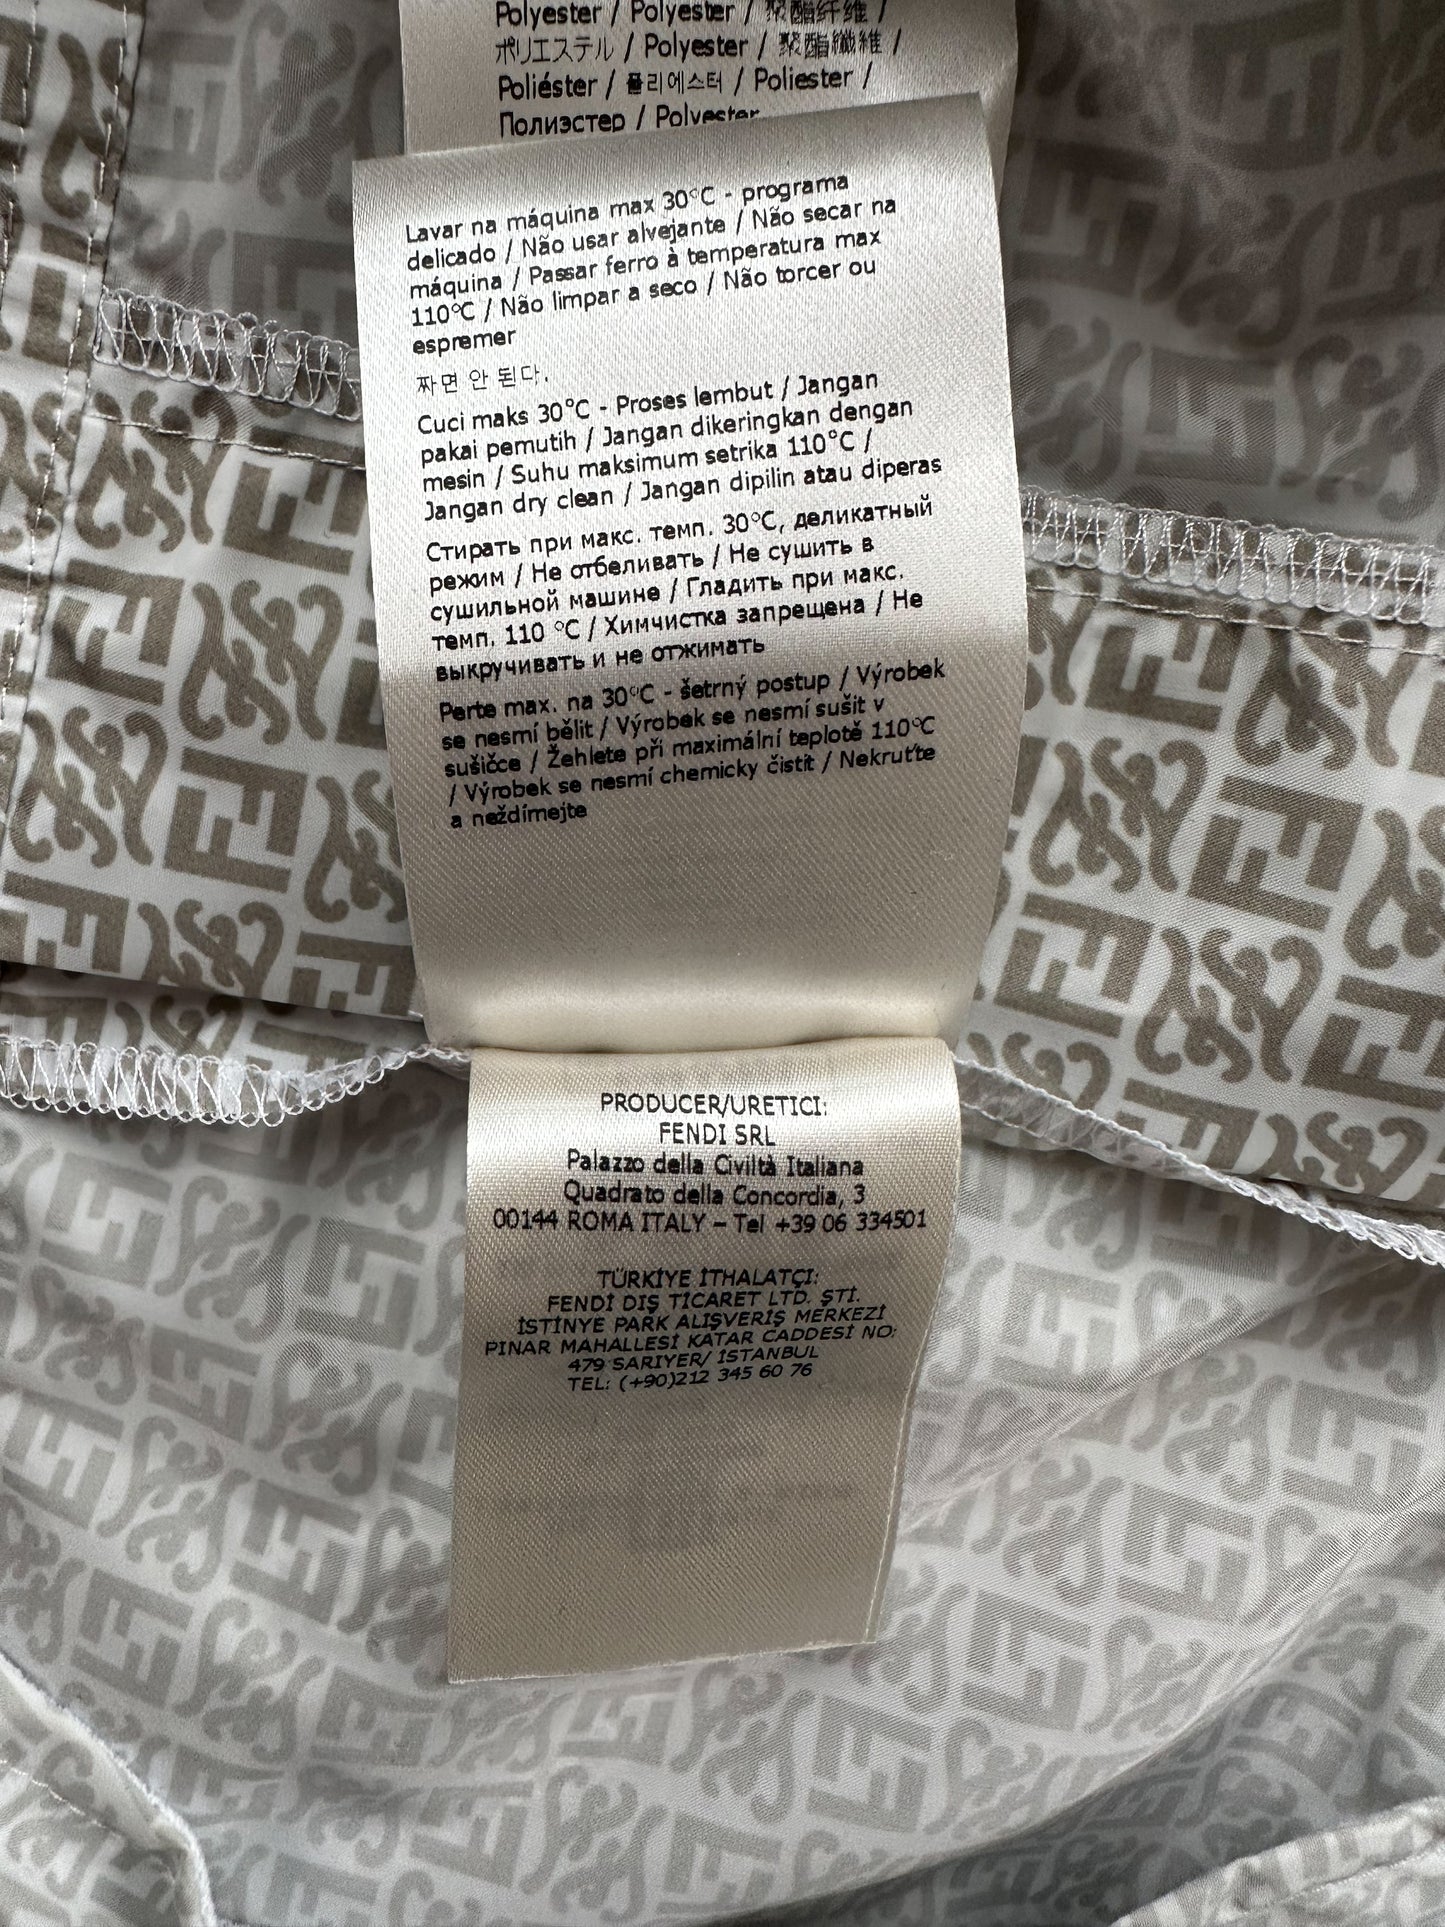 Polyester / Polyester / 聚酯纤维 /
ポリエステル / Polyester / 聚酯纖維 /
Poliéster / 폴리에스터 / Poliester /
Полиэстер / Polyester
Lavar na máquina max 30°C - programa
delicado / Não usar alvejante / Não secar na
máquina / Passar ferro à temperatura max
110°C / Não limpar a seco / Não torcer ou
espremer
짜면 안 된다.
Cuci maks 30°C - Proses lembut / Jangan
pakai pemutih / Jangan dikeringkan dengan
mesin / Suhu maksimum setrika 110°C /
Jangan dry clean / Jangan dipilin atau diperas
Стирать при макс. темп. 30°C, деликатный
режим / Не отбеливать / Не сушить в
сушильной машине / Гладить при макс.
темп. 110 °C / Химчистка запрещена / Не
выкручивать и не отжимать
Perte max. na 30°C - šetrný postup / Výrobek
se nesmí bělit / Výrobek se nesmí sušit v
sušičce / Žehlete při maximální teplotě 110°C
/ Výrobek se nesmí chemicky čistit / Nekruťte
a neždímejte
PRODUCER/URETICI:
FENDI SRL
Palazzo della Civiltà Italiana
Quadrato della Concordia, 3
00144 ROMA ITALY – Tel +39 06 334501
TÜRKİYE İTHALATÇI:
FENDİ DIŞ TİCARET LTD. ŞTİ.
İSTİNYE PARK ALIŞVERİŞ MERKEZİ
PINAR MAHALLESİ KATAR CADDESİ NO:
479 SARIYER/ İSTANBUL
TEL: (+90)212 345 60 76